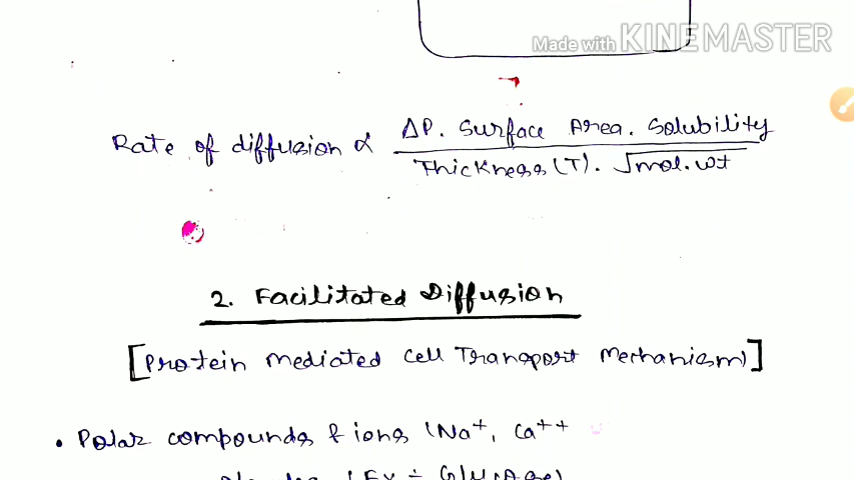 Made with KINEMASTER
Rate of diffusion ∝ ΔP. Surface Area. Solubility
Thickness (T). √mol. wt
2. Facilitated Diffusion
[Protein mediated cell Transport Mechanism]
• Polar compounds & ions (Na⁺, Ca⁺⁺